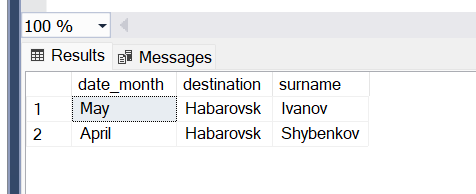 100 %
Results Messages
date_month destination surname
1 May Habarovsk Ivanov
2 April Habarovsk Shybenkov